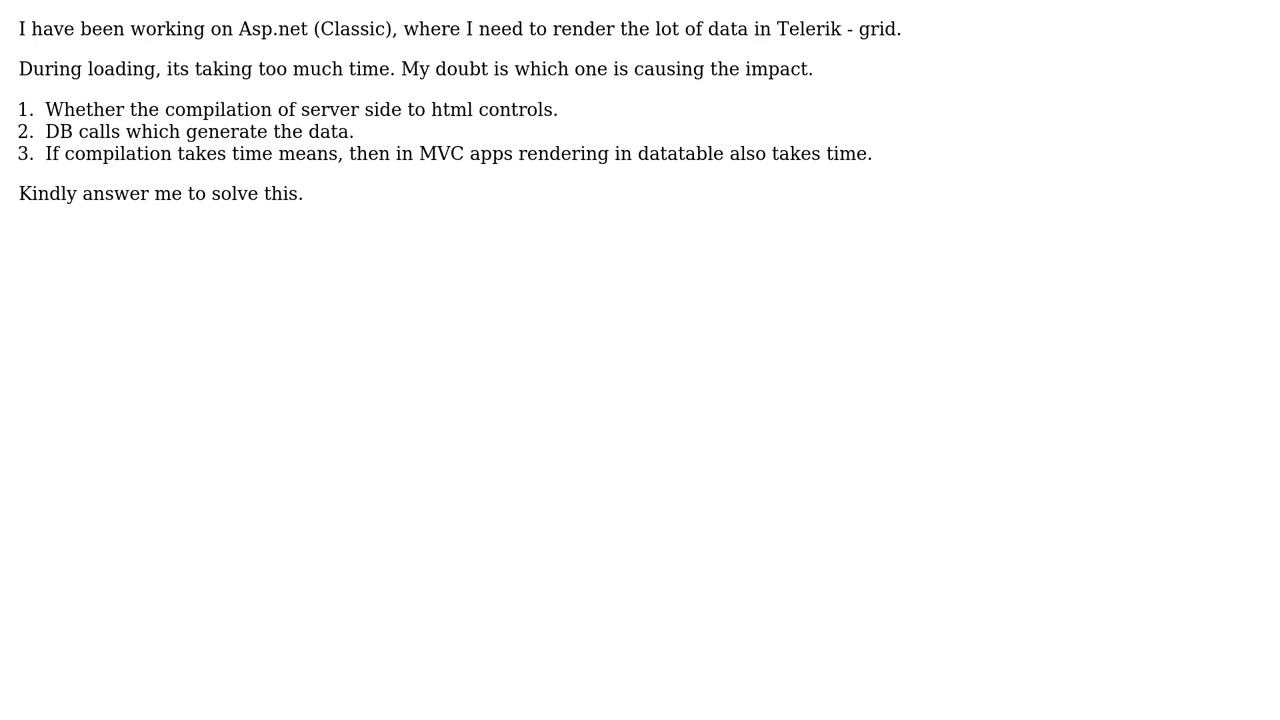 I have been working on Asp.net (Classic), where I need to render the lot of data in Telerik - grid.
During loading, its taking too much time. My doubt is which one is causing the impact.
1. Whether the compilation of server side to html controls.
2. DB calls which generate the data.
3. If compilation takes time means, then in MVC apps rendering in datatable also takes time.
Kindly answer me to solve this.